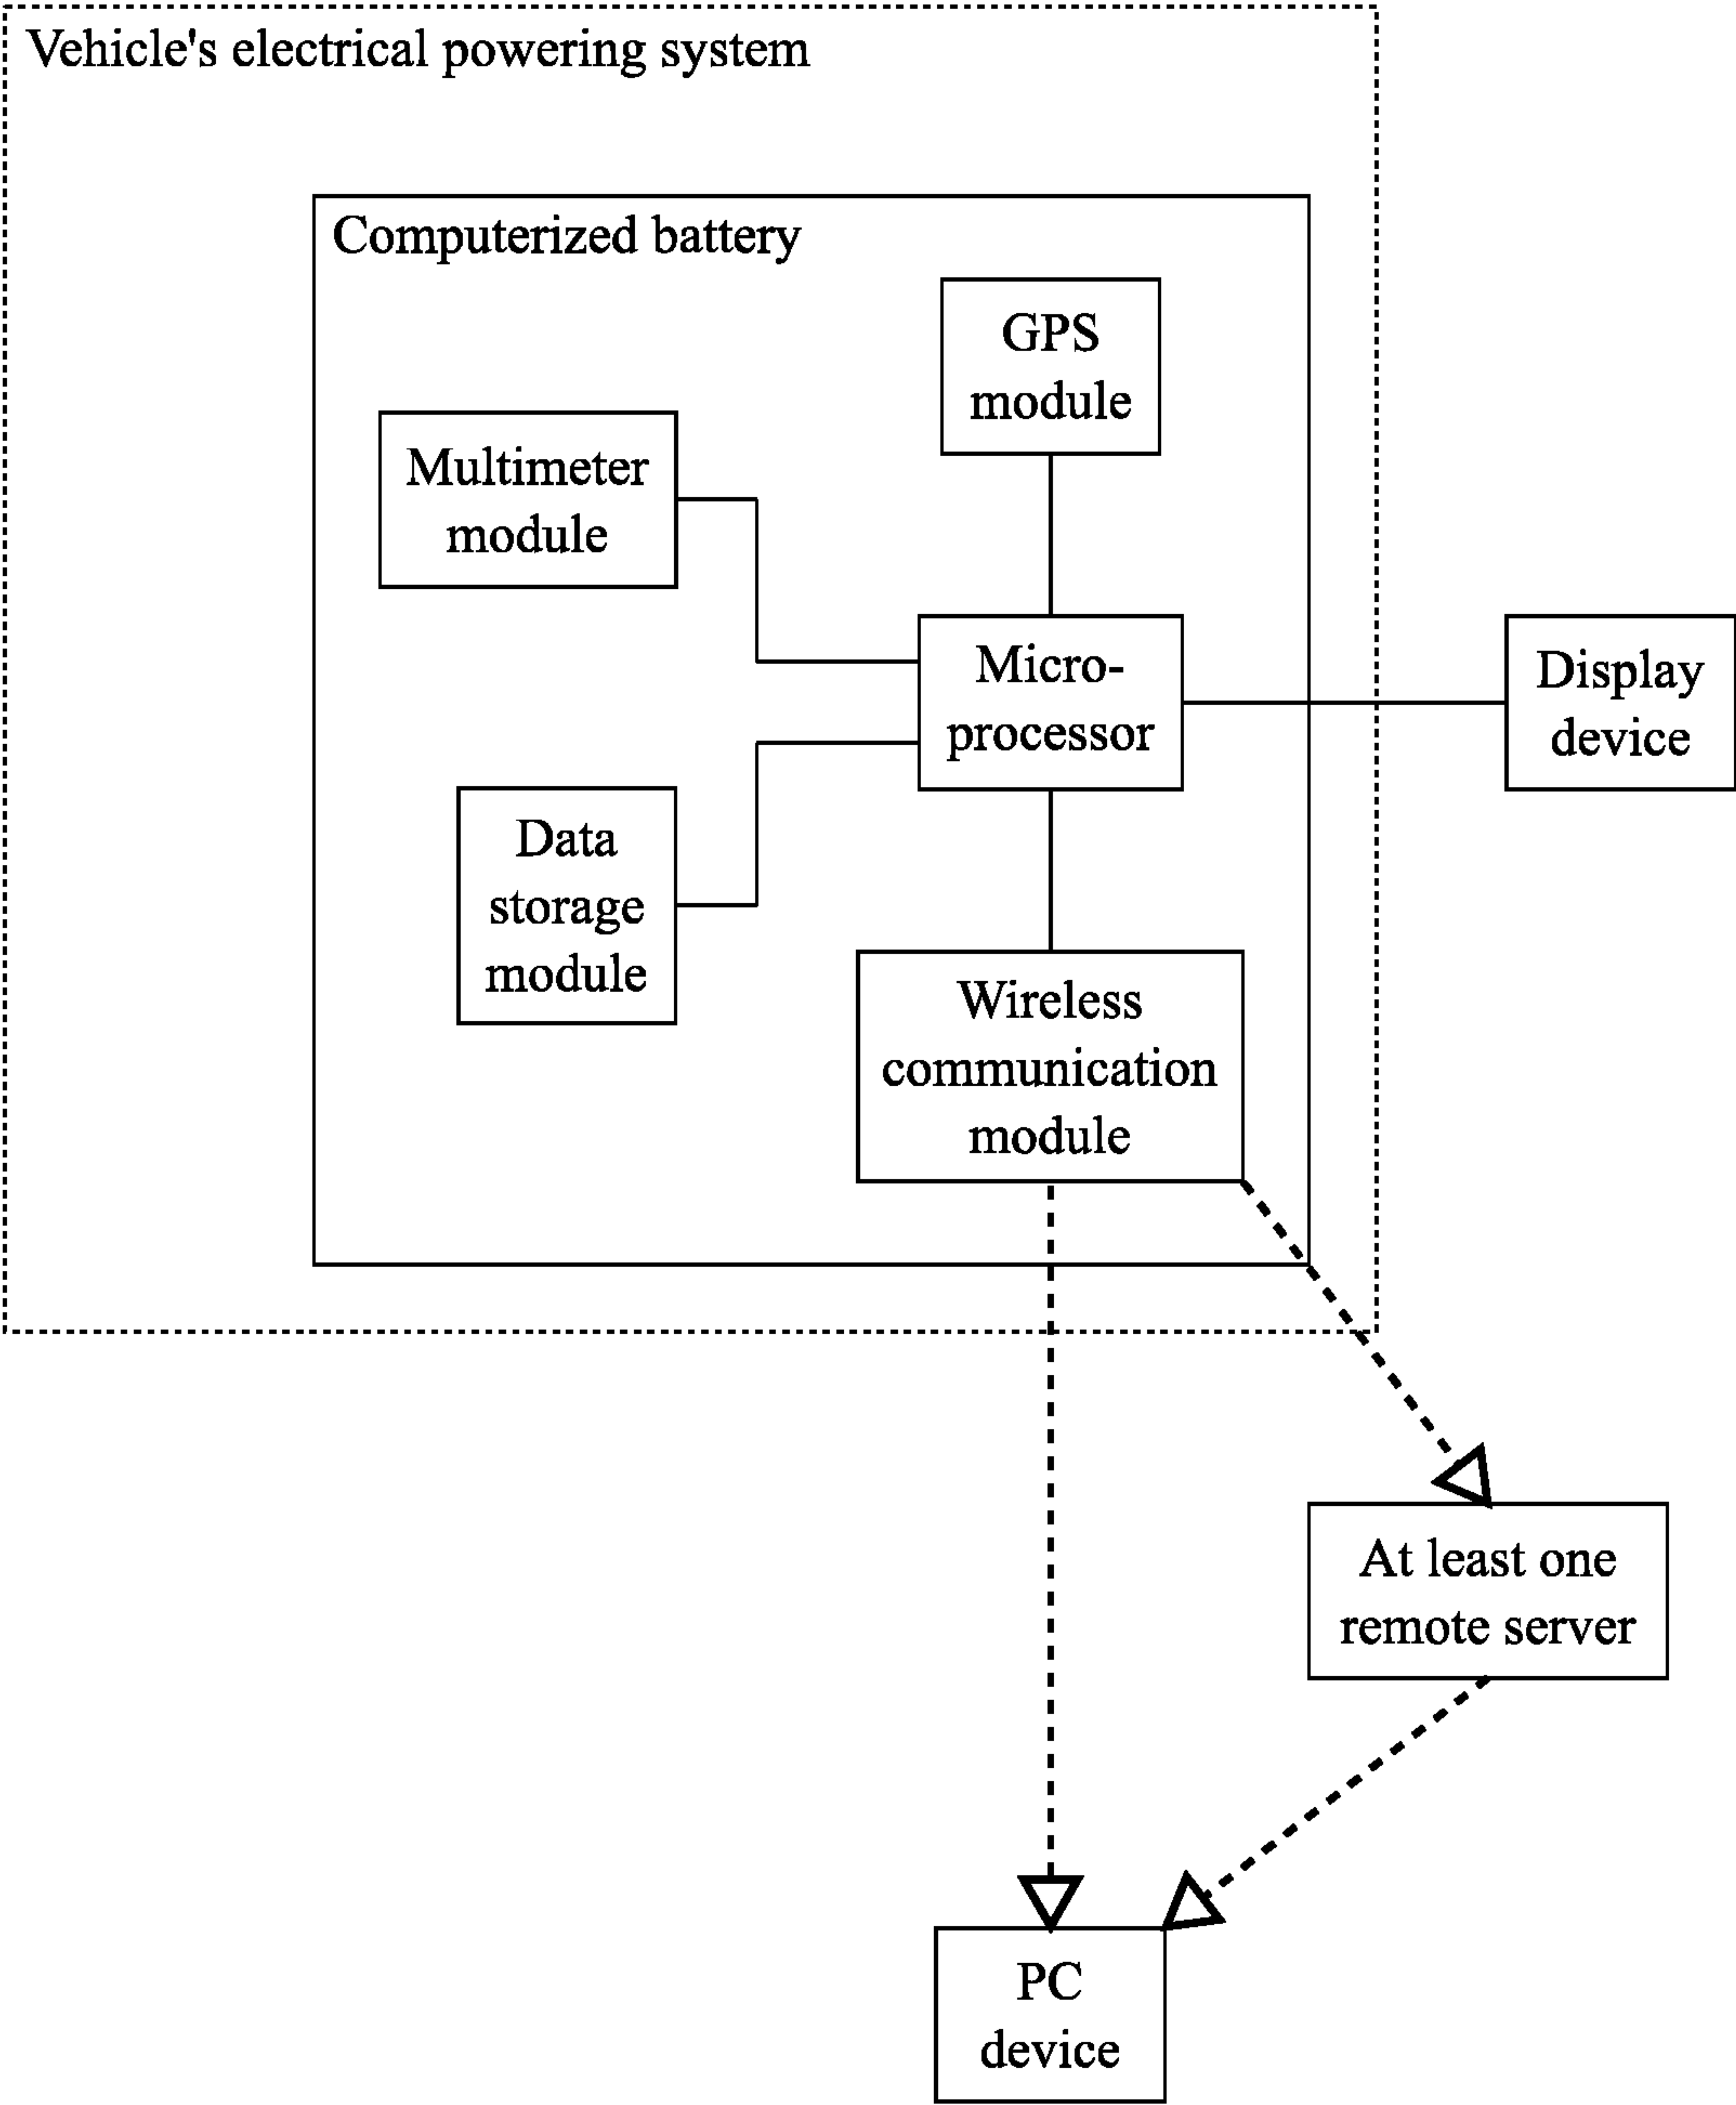 Vehicle's electrical powering system
Computerized battery
GPS
module
Multimeter
module
Micro-
processor
Display
device
Data
storage
module
Wireless
communication
module
At least one
remote server
PC
device